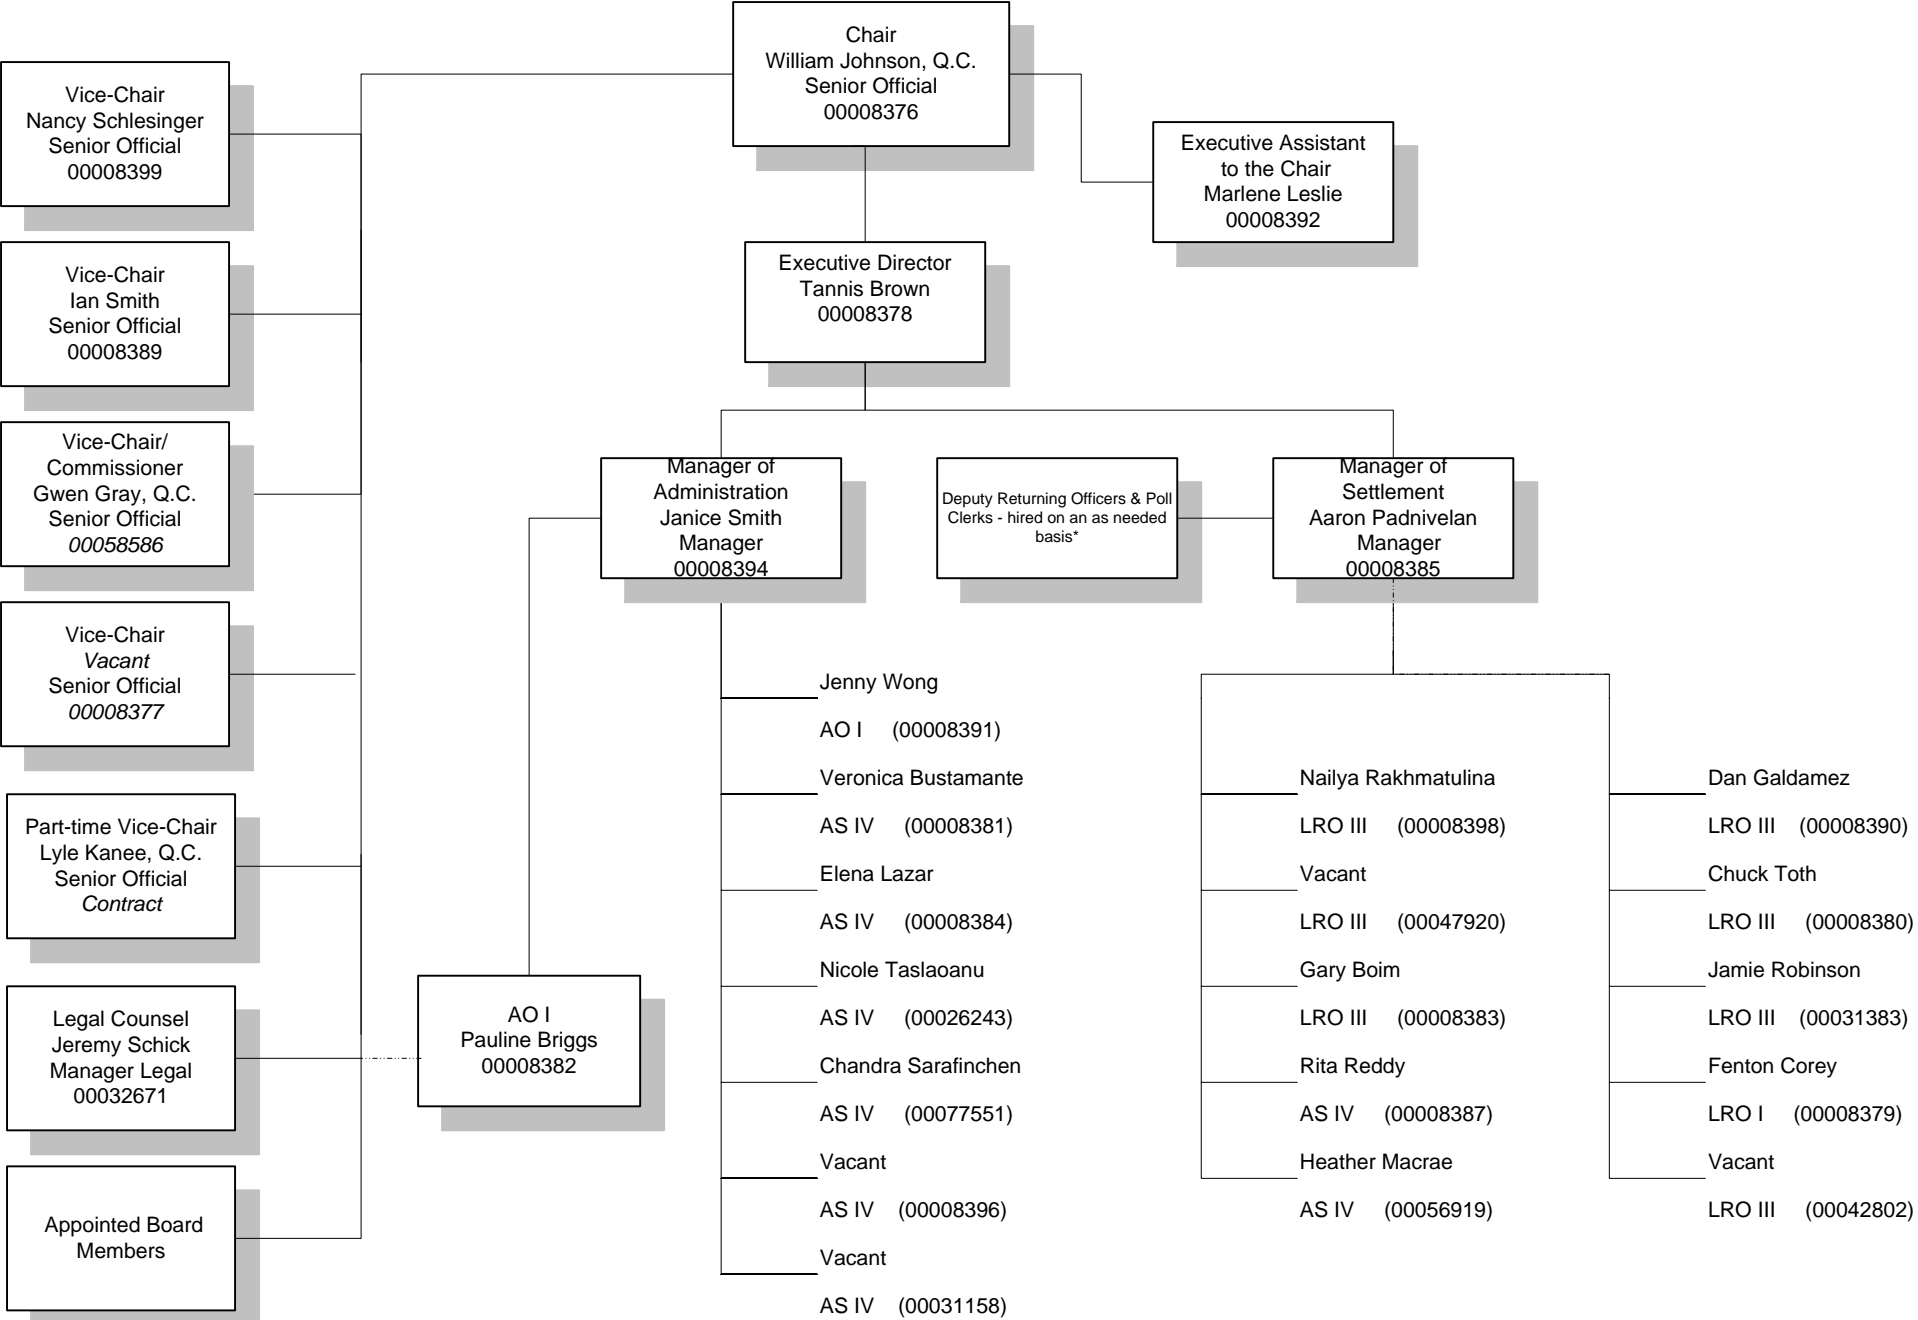 Chair
William Johnson, Q.C.
Senior Official
00008376
Executive Assistant
to the Chair
Marlene Leslie
00008392
Executive Director
Tannis Brown
00008378
Vice-Chair
Nancy Schlesinger
Senior Official
00008399
Vice-Chair
Ian Smith
Senior Official
00008389
Vice-Chair/
Commissioner
Gwen Gray, Q.C.
Senior Official
00058586
Vice-Chair
Vacant
Senior Official
00008377
Part-time Vice-Chair
Lyle Kanee, Q.C.
Senior Official
Contract
Legal Counsel
Jeremy Schick
Manager Legal
00032671
Appointed Board
Members
Manager of
Administration
Janice Smith
Manager
00008394
Deputy Returning Officers & Poll
Clerks - hired on an as needed
basis*
Manager of
Settlement
Aaron Padnivelan
Manager
00008385
AO I
Pauline Briggs
00008382
Jenny Wong
AO I (00008391)
Veronica Bustamante
AS IV (00008381)
Elena Lazar
AS IV (00008384)
Nicole Taslaoanu
AS IV (00026243)
Chandra Sarafinchen
AS IV (00077551)
Vacant
AS IV (00008396)
Vacant
AS IV (00031158)
Nailya Rakhmatulina
LRO III (00008398)
Vacant
LRO III (00047920)
Gary Boim
LRO III (00008383)
Rita Reddy
AS IV (00008387)
Heather Macrae
AS IV (00056919)
Dan Galdamez
LRO III (00008390)
Chuck Toth
LRO III (00008380)
Jamie Robinson
LRO III (00031383)
Fenton Corey
LRO I (00008379)
Vacant
LRO III (00042802)